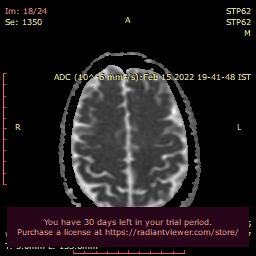 Im: 18/24
Se: 1350
A
STP62
STP62
M
ADC (10^-6 mm²/s):Feb 15 2022 19-41-48 IST
R
L
You have 30 days left in your trial period.
Purchase a license at https://radiantviewer.com/store/